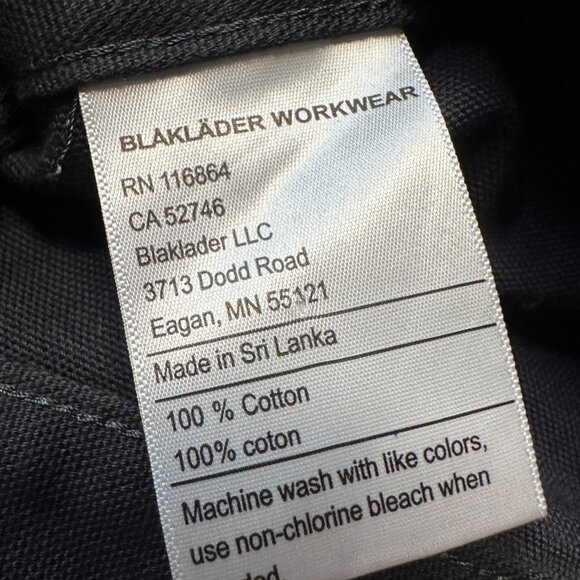 BLÅKLÄDER WORKWEAR
RN 116864
CA 52746
Blaklader LLC
3713 Dodd Road
Eagan, MN 55121
Made in Sri Lanka
100 % Cotton
100% coton
Machine wash with like colors,
use non-chlorine bleach when